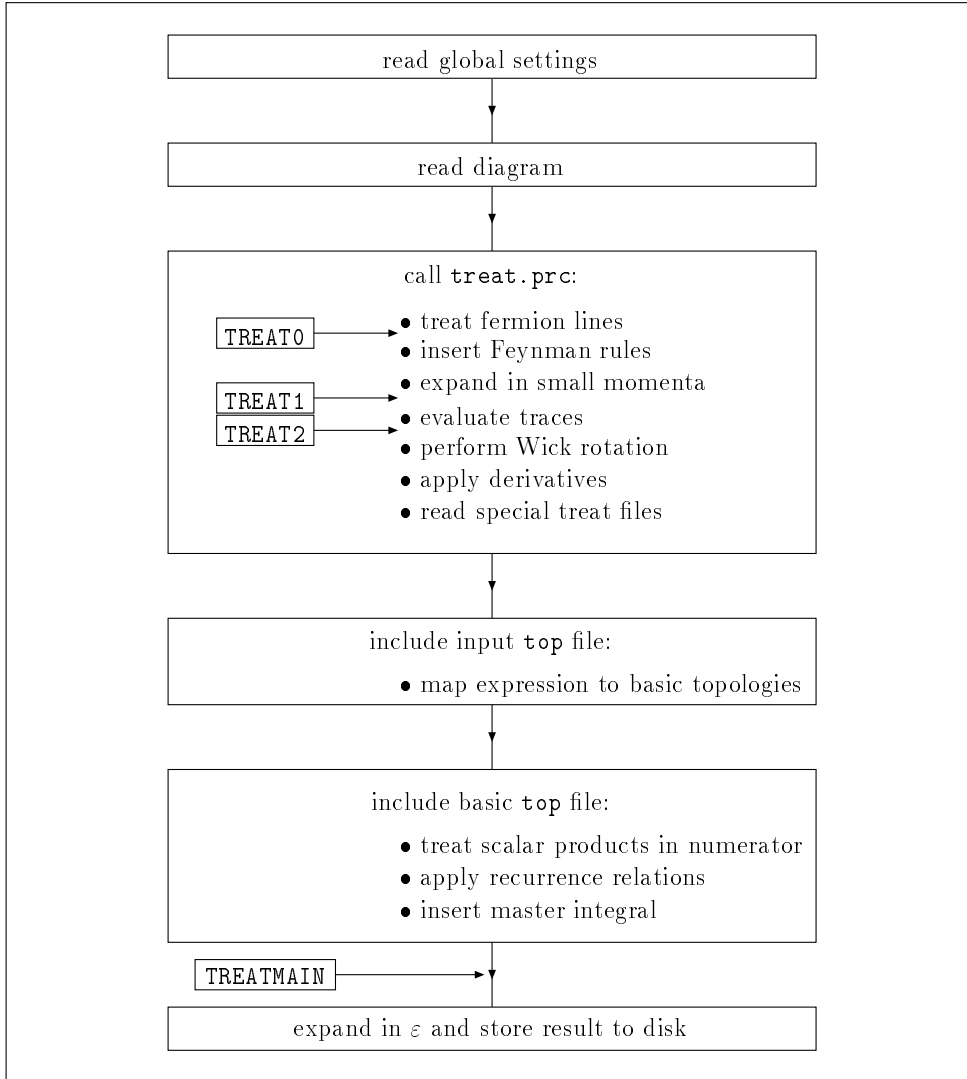 read global settings
read diagram
call treat.prc:
• treat fermion lines
TREAT0
• insert Feynman rules
• expand in small momenta
TREAT1
• evaluate traces
TREAT2
• perform Wick rotation
• apply derivatives
• read special treat files
include input top file:
• map expression to basic topologies
include basic top file:
• treat scalar products in numerator
• apply recurrence relations
• insert master integral
TREATMAIN
expand in ε and store result to disk